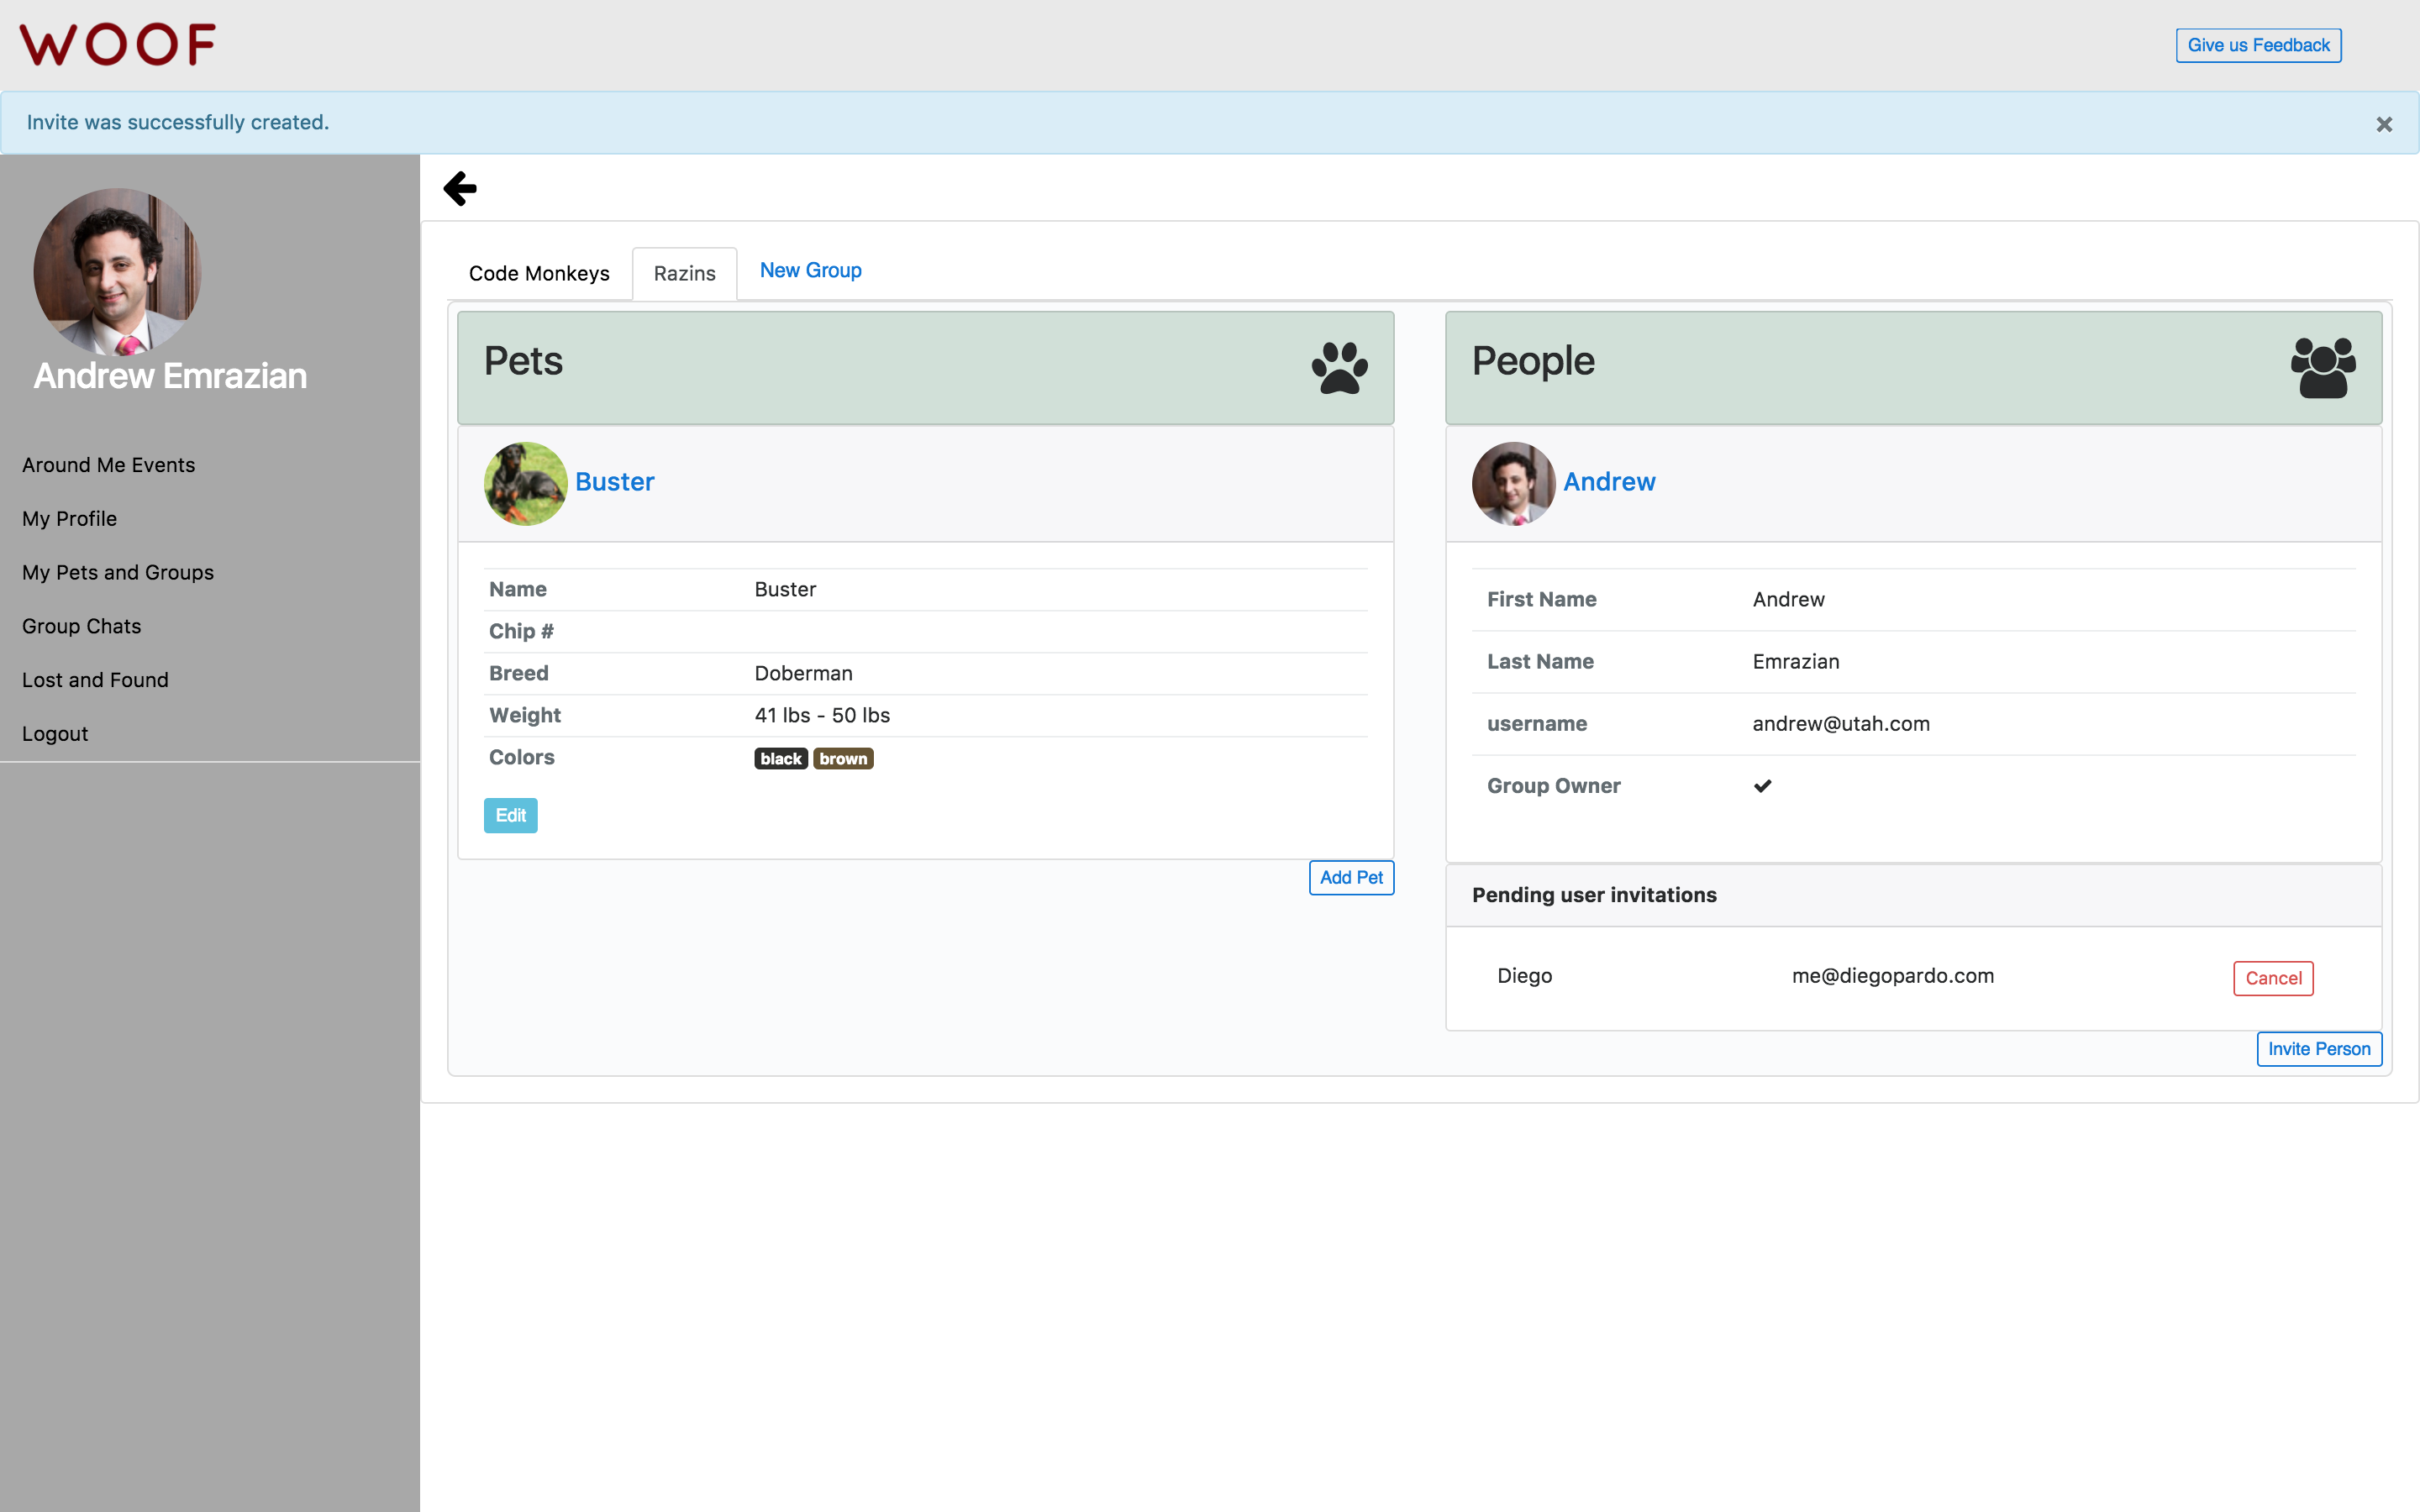 WOOF
Give us Feedback
Invite was successfully created.
×
Andrew Emrazian
Around Me Events
My Profile
My Pets and Groups
Group Chats
Lost and Found
Logout
Code Monkeys
Razins
New Group
Pets
Buster
Name Buster
Chip #
Breed Doberman
Weight 41 lbs - 50 lbs
Colors black brown
Edit
Add Pet
People
Andrew
First Name Andrew
Last Name Emrazian
username andrew@utah.com
Group Owner
Pending user invitations
Diego me@diegopardo.com Cancel
Invite Person